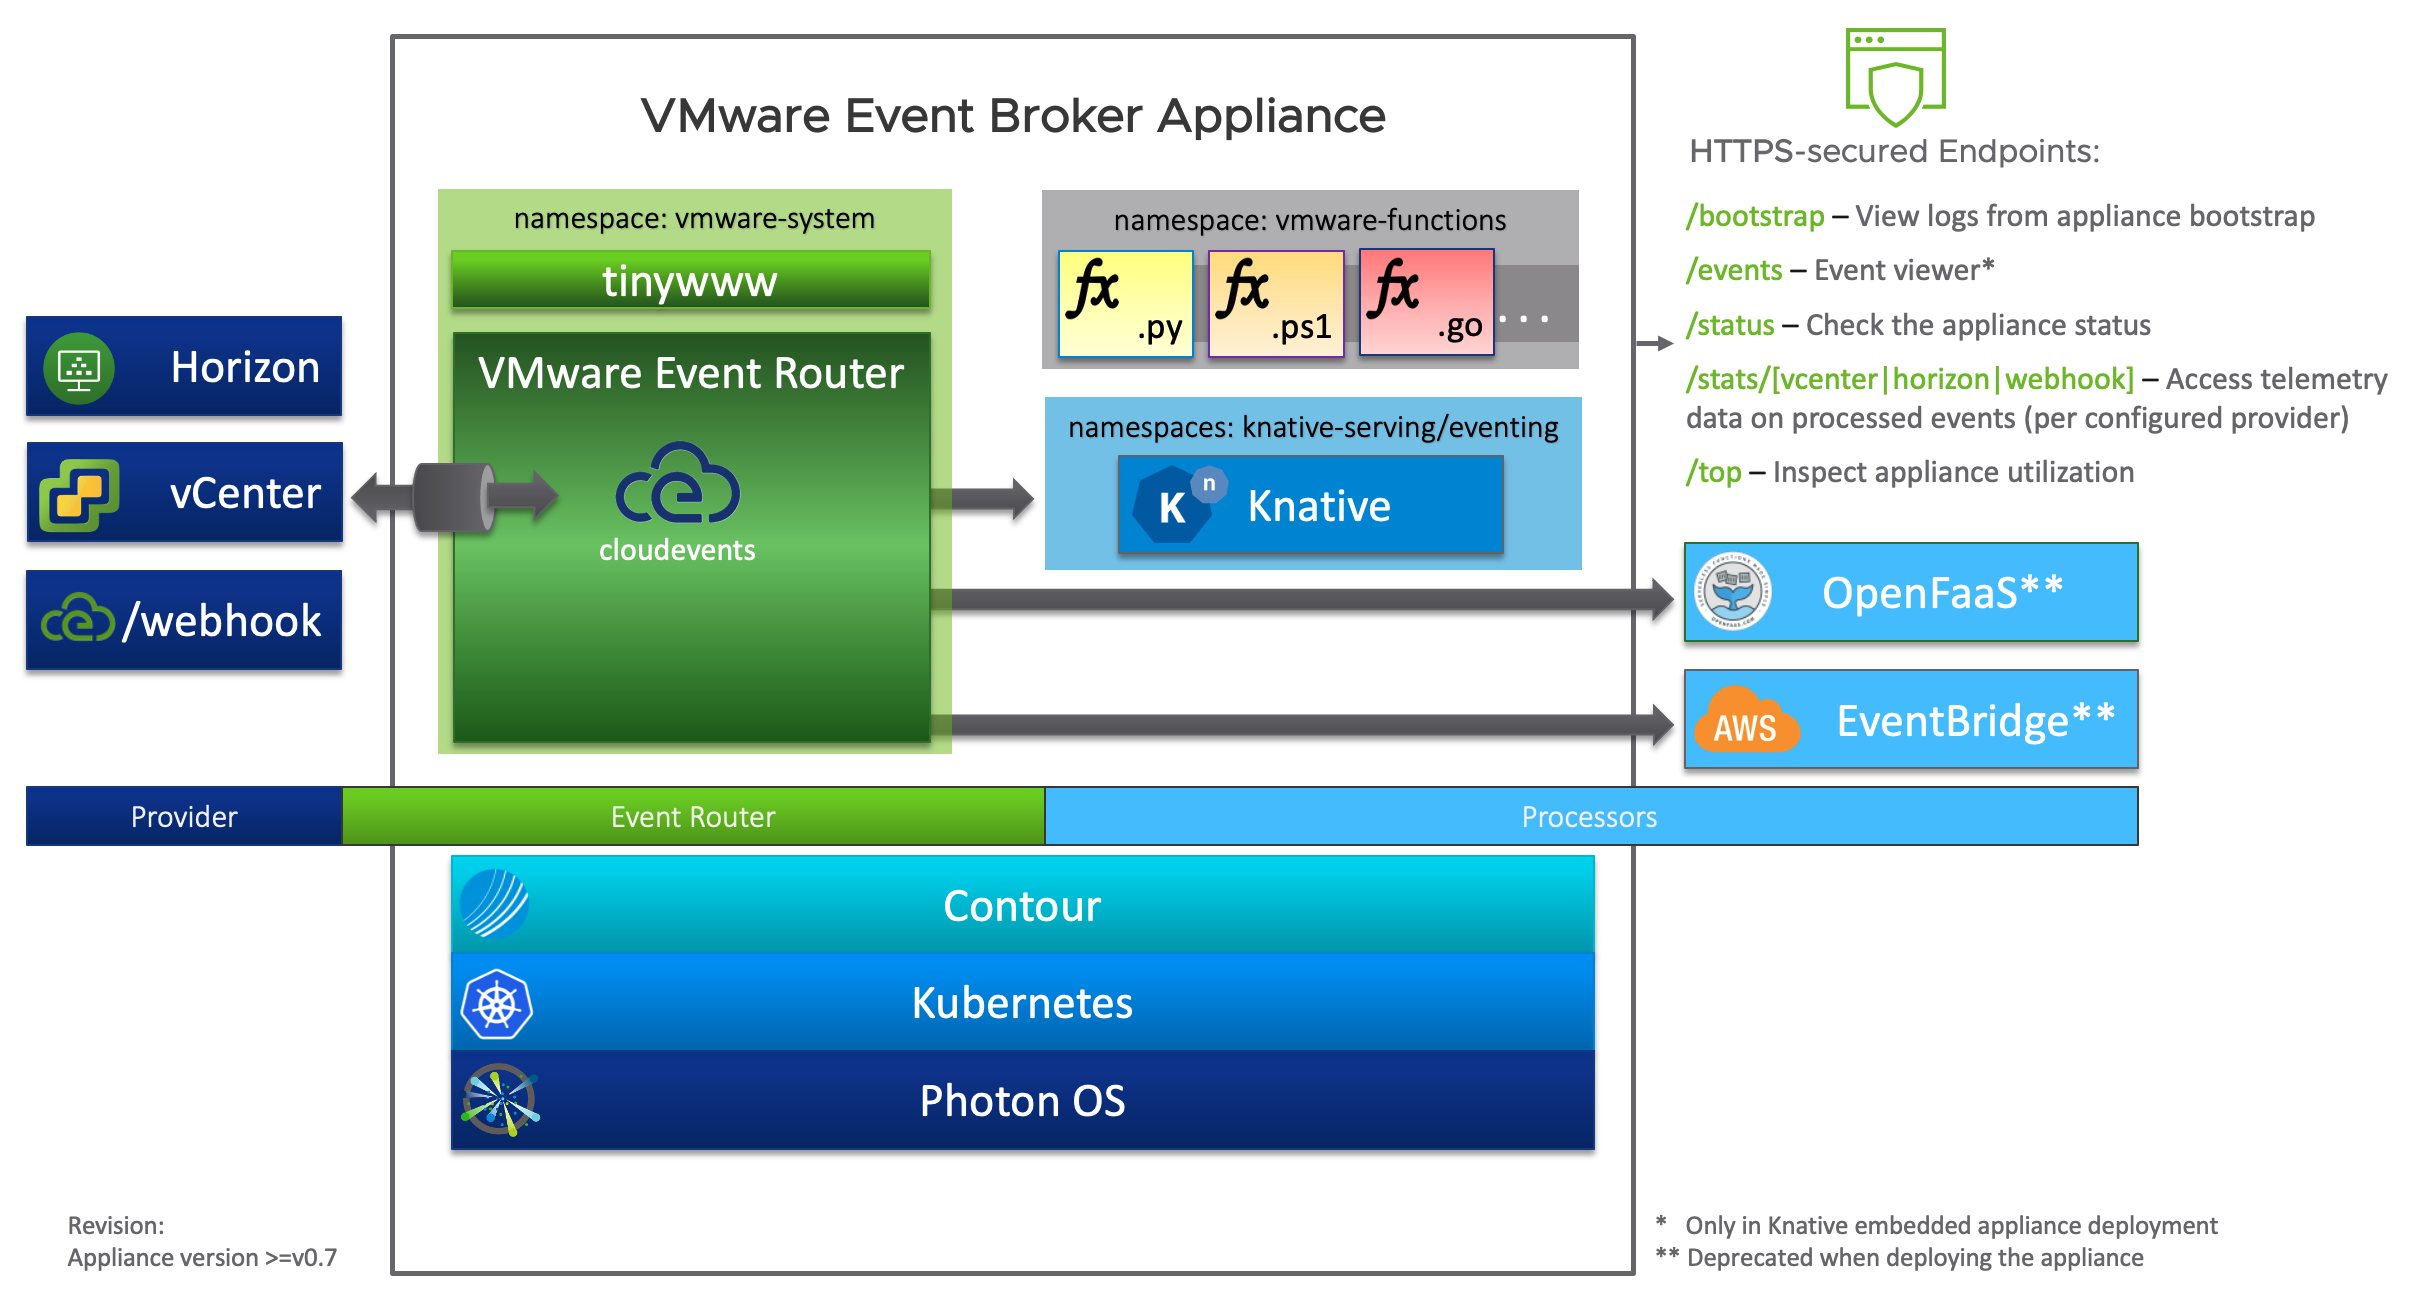 VMware Event Broker Appliance
namespace: vmware-system
tinywww
VMware Event Router
cloudevents
Horizon
vCenter
/webhook
namespace: vmware-functions
fx .py
fx .ps1
fx .go
...
namespaces: knative-serving/eventing
K n Knative
HTTPS-secured Endpoints:
/bootstrap – View logs from appliance bootstrap
/events – Event viewer*
/status – Check the appliance status
/stats/[vcenter|horizon|webhook] – Access telemetry
data on processed events (per configured provider)
/top – Inspect appliance utilization
OpenFaaS**
AWS EventBridge**
Provider
Event Router
Processors
Contour
Kubernetes
Photon OS
Revision:
Appliance version >=v0.7
* Only in Knative embedded appliance deployment
** Deprecated when deploying the appliance